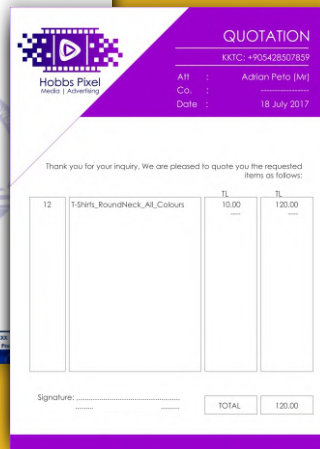 Hobbs Pixel
Media | Advertising
QUOTATION
KKTC: +905428507859
Att : Adrian Peto (Mr)
Co. : -------------------
Date : 18 July 2017
Thank you for your inquiry. We are pleased to quote you the requested
items as follows:
TL TL
12 T-Shirts_RoundNeck_All_Colours 10.00 120.00
Signature:
TOTAL 120.00
XX